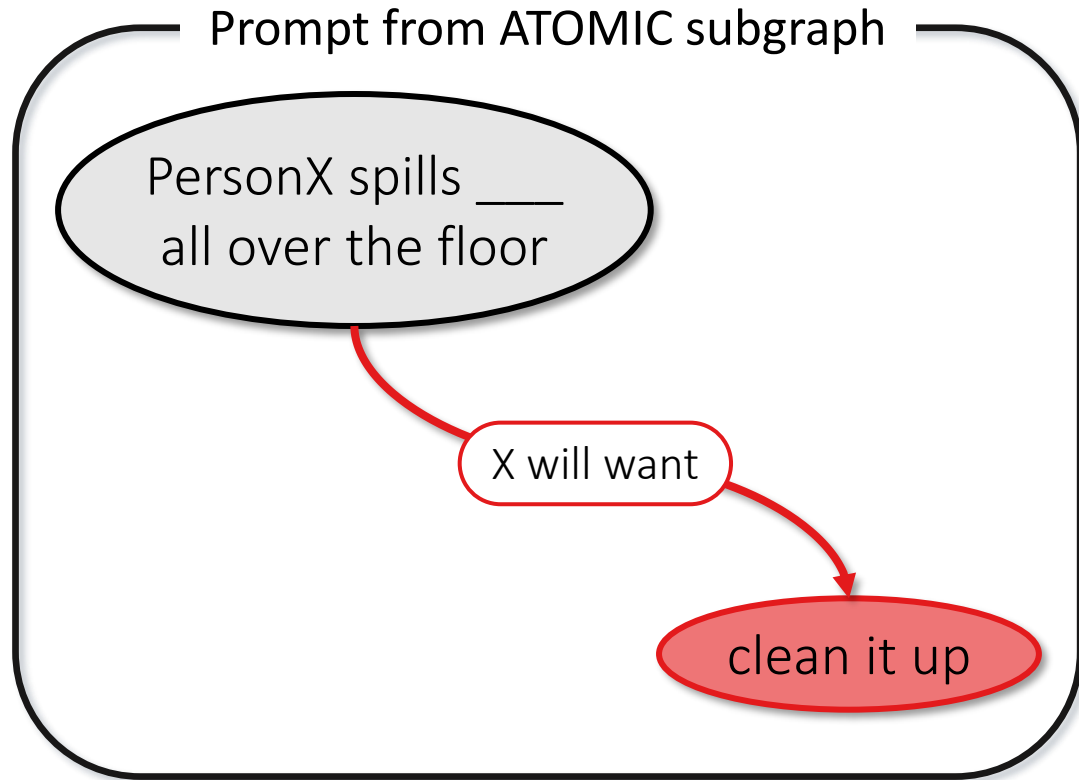 Prompt from ATOMIC subgraph
PersonX spills ___
all over the floor
X will want
clean it up